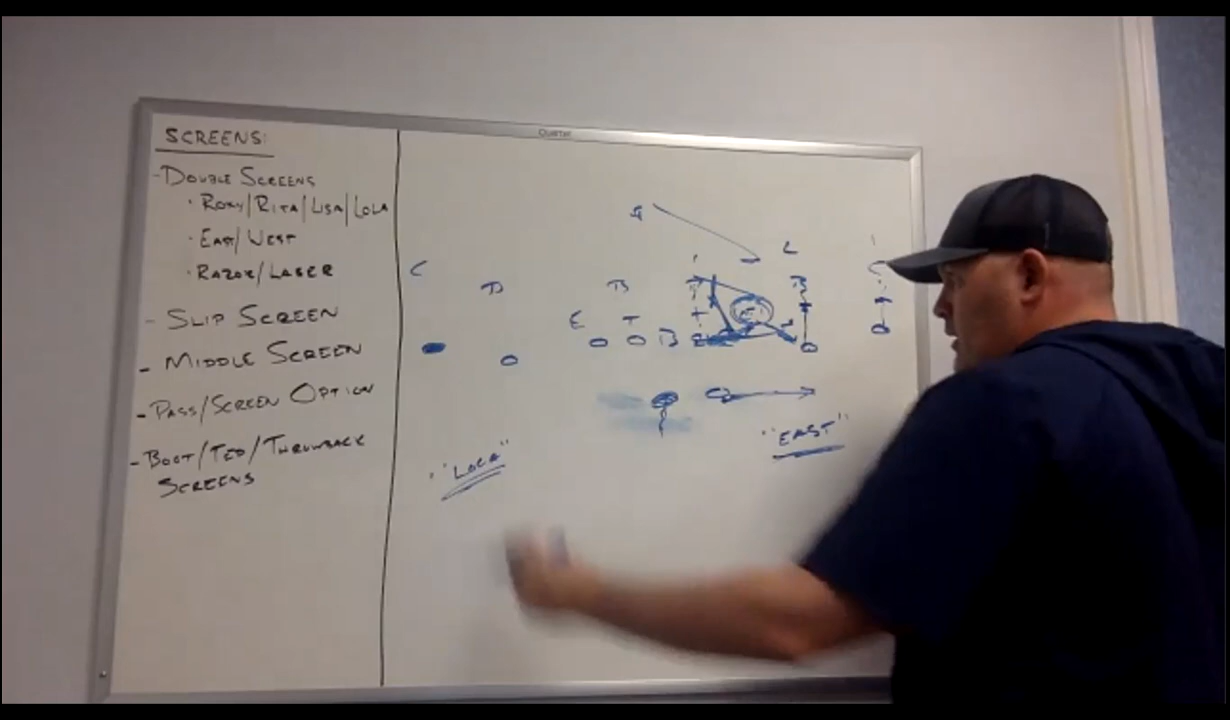 Quartet
SCREENS:
- DOUBLE SCREENS
· ROXY/RITA/LISA/LOLA
· EAST/WEST
· RAZOR/LASER
- SLIP SCREEN
- MIDDLE SCREEN
- PASS/SCREEN OPTION
- BOOT/TED/THROWBACK
SCREENS
C
D
B
E
T
B
"LOLA"
"EAST"